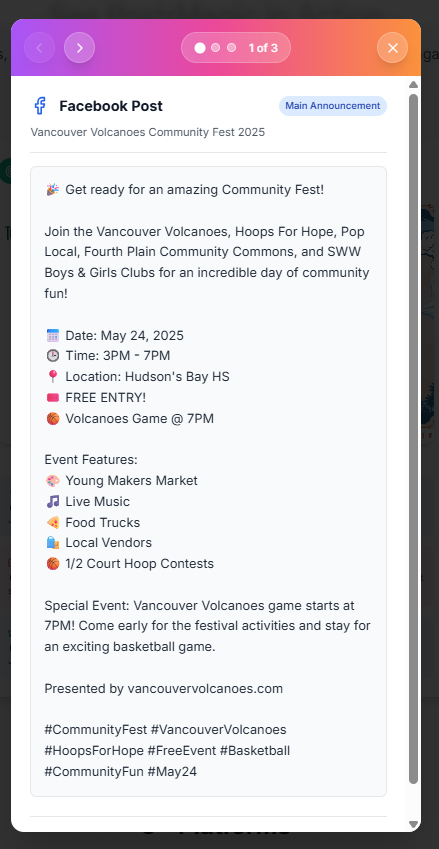 1 of 3
Facebook Post
Main Announcement
Vancouver Volcanoes Community Fest 2025
🎉 Get ready for an amazing Community Fest!
Join the Vancouver Volcanoes, Hoops For Hope, Pop
Local, Fourth Plain Community Commons, and SWW
Boys & Girls Clubs for an incredible day of community
fun!
📅 Date: May 24, 2025
🕒 Time: 3PM - 7PM
📍 Location: Hudson's Bay HS
🎟️ FREE ENTRY!
🏀 Volcanoes Game @ 7PM
Event Features:
🎨 Young Makers Market
🎵 Live Music
🍕 Food Trucks
🛍️ Local Vendors
🏀 1/2 Court Hoop Contests
Special Event: Vancouver Volcanoes game starts at
7PM! Come early for the festival activities and stay for
an exciting basketball game.
Presented by vancouvervolcanoes.com
#CommunityFest #VancouverVolcanoes
#HoopsForHope #FreeEvent #Basketball
#CommunityFun #May24